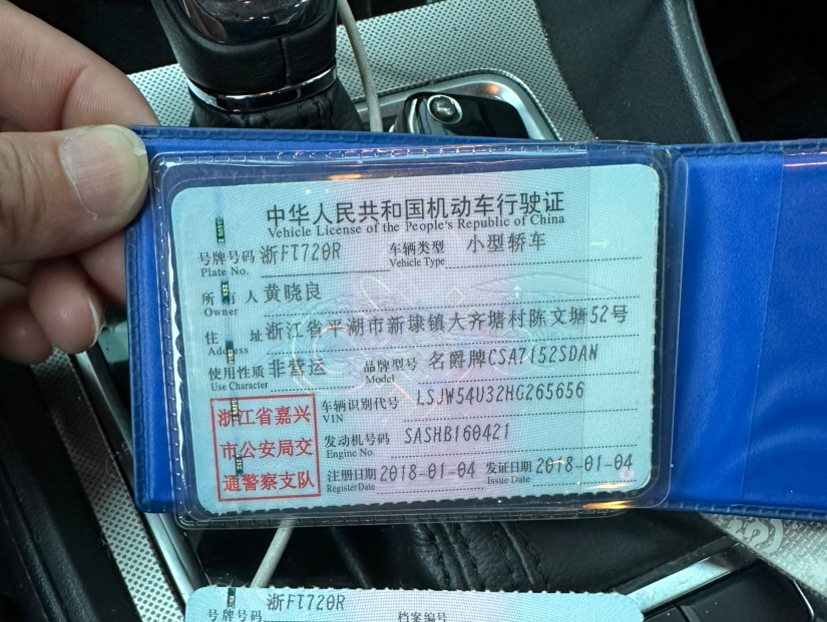 中华人民共和国机动车行驶证
Vehicle License of the People's Republic of China
号牌号码 浙FT720R 车辆类型 小型轿车
Plate No. Vehicle Type
所有人 黄晓良
Owner
住址 浙江省平湖市新埭镇大齐塘村陈文塘52号
Address
使用性质 非营运 品牌型号 名爵牌CSA7152SDAN
Use Character Model
浙江省嘉兴
市公安局交
通警察支队
车辆识别代号 LSJW54U32HG265656
VIN
发动机号码 SASHB160421
Engine No.
注册日期 2018-01-04 发证日期 2018-01-04
Register Date Issue Date
号牌号码 浙FT720R 档案编号